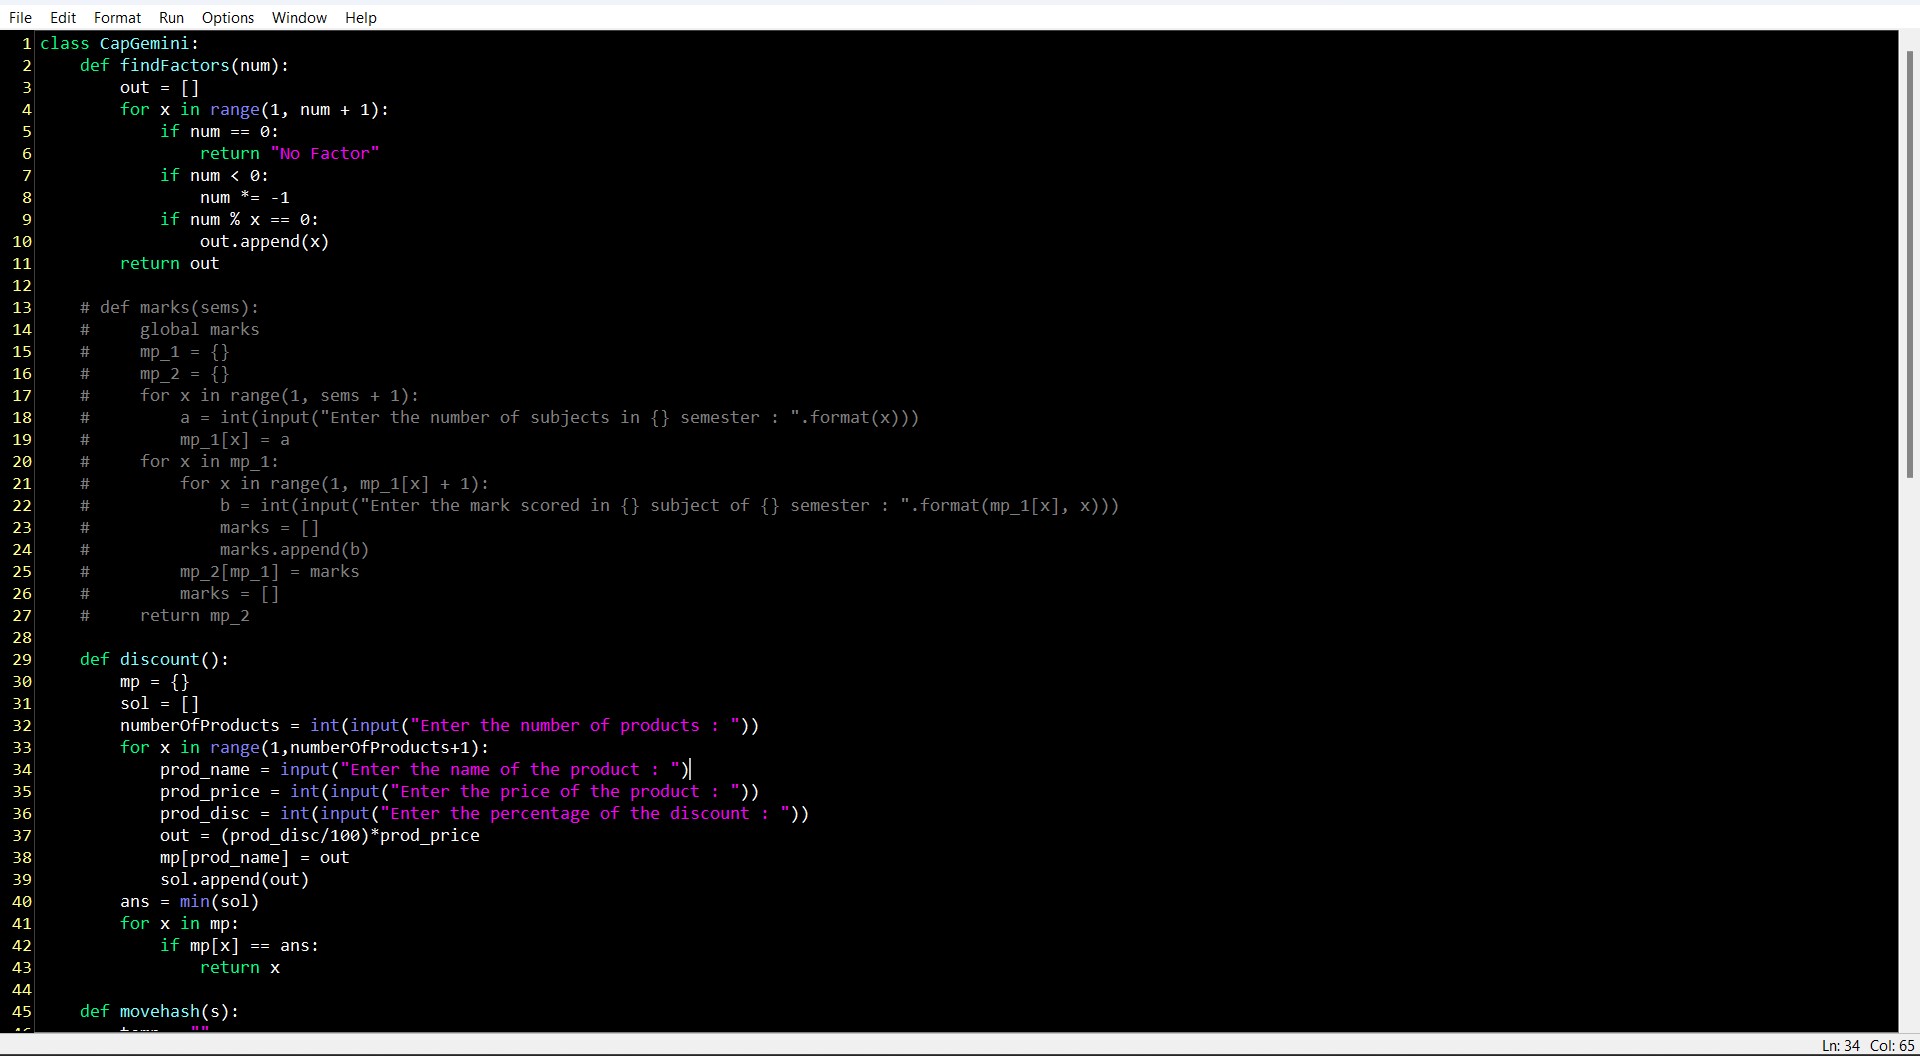 File Edit Format Run Options Window Help
1 class CapGemini:
2     def findFactors(num):
3         out = []
4         for x in range(1, num + 1):
5             if num == 0:
6                 return "No Factor"
7             if num < 0:
8                 num *= -1
9             if num % x == 0:
10                 out.append(x)
11         return out
12
13     # def marks(sems):
14     #     global marks
15     #     mp_1 = {}
16     #     mp_2 = {}
17     #     for x in range(1, sems + 1):
18     #         a = int(input("Enter the number of subjects in {} semester : ".format(x)))
19     #         mp_1[x] = a
20     #     for x in mp_1:
21     #         for x in range(1, mp_1[x] + 1):
22     #             b = int(input("Enter the mark scored in {} subject of {} semester : ".format(mp_1[x], x)))
23     #             marks = []
24     #             marks.append(b)
25     #         mp_2[mp_1] = marks
26     #         marks = []
27     #     return mp_2
28
29     def discount():
30         mp = {}
31         sol = []
32         numberOfProducts = int(input("Enter the number of products : "))
33         for x in range(1,numberOfProducts+1):
34             prod_name = input("Enter the name of the product : ")
35             prod_price = int(input("Enter the price of the product : "))
36             prod_disc = int(input("Enter the percentage of the discount : "))
37             out = (prod_disc/100)*prod_price
38             mp[prod_name] = out
39             sol.append(out)
40         ans = min(sol)
41         for x in mp:
42             if mp[x] == ans:
43                 return x
44
45     def movehash(s):
Ln: 34 Col: 65